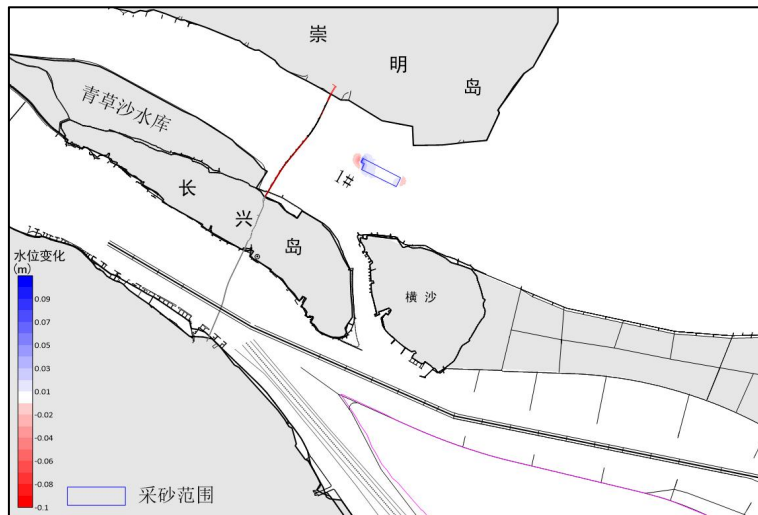 崇
明
岛
青草沙水库
长
兴
岛
1#
横 沙
水位变化
(m)
0.09
0.07
0.05
0.03
0.01
-0.01
-0.02
-0.04
-0.06
-0.08
-0.1
采砂范围